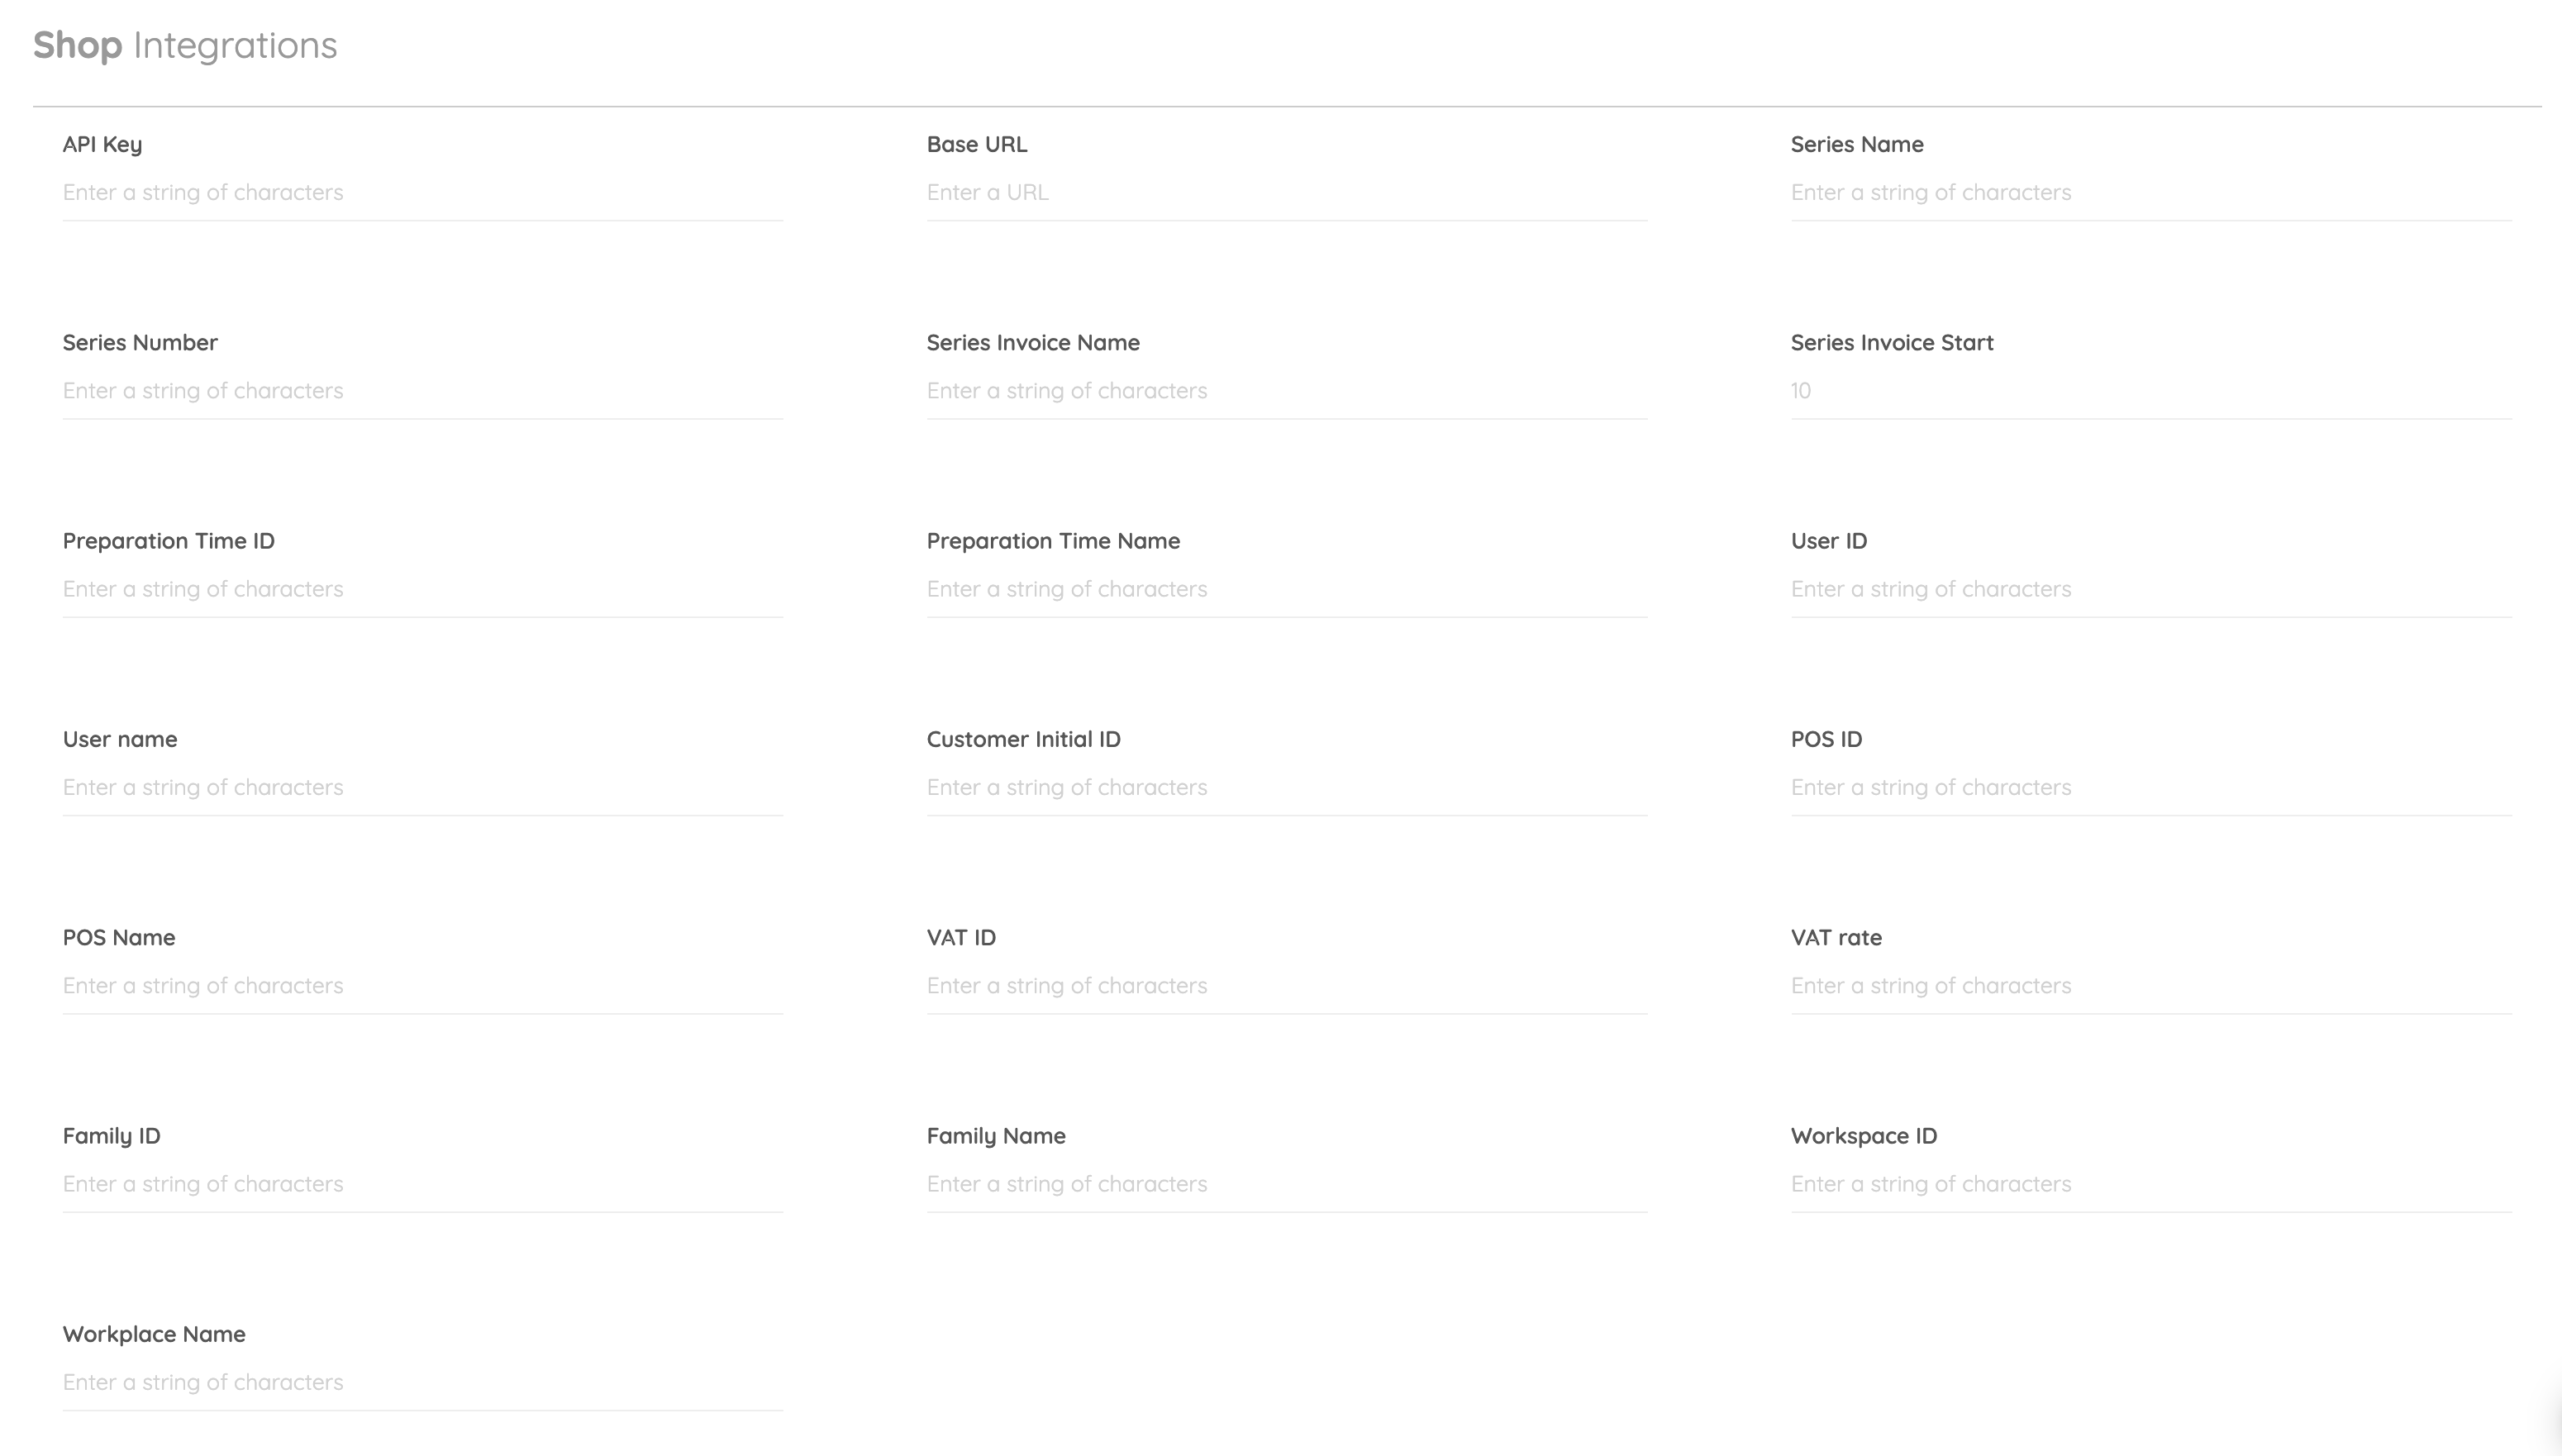 Shop Integrations
API Key
Base URL
Series Name
Enter a string of characters
Enter a URL
Enter a string of characters
Series Number
Series Invoice Name
Series Invoice Start
Enter a string of characters
Enter a string of characters
10
Preparation Time ID
Preparation Time Name
User ID
Enter a string of characters
Enter a string of characters
Enter a string of characters
User name
Customer Initial ID
POS ID
Enter a string of characters
Enter a string of characters
Enter a string of characters
POS Name
VAT ID
VAT rate
Enter a string of characters
Enter a string of characters
Enter a string of characters
Family ID
Family Name
Workspace ID
Enter a string of characters
Enter a string of characters
Enter a string of characters
Workplace Name
Enter a string of characters